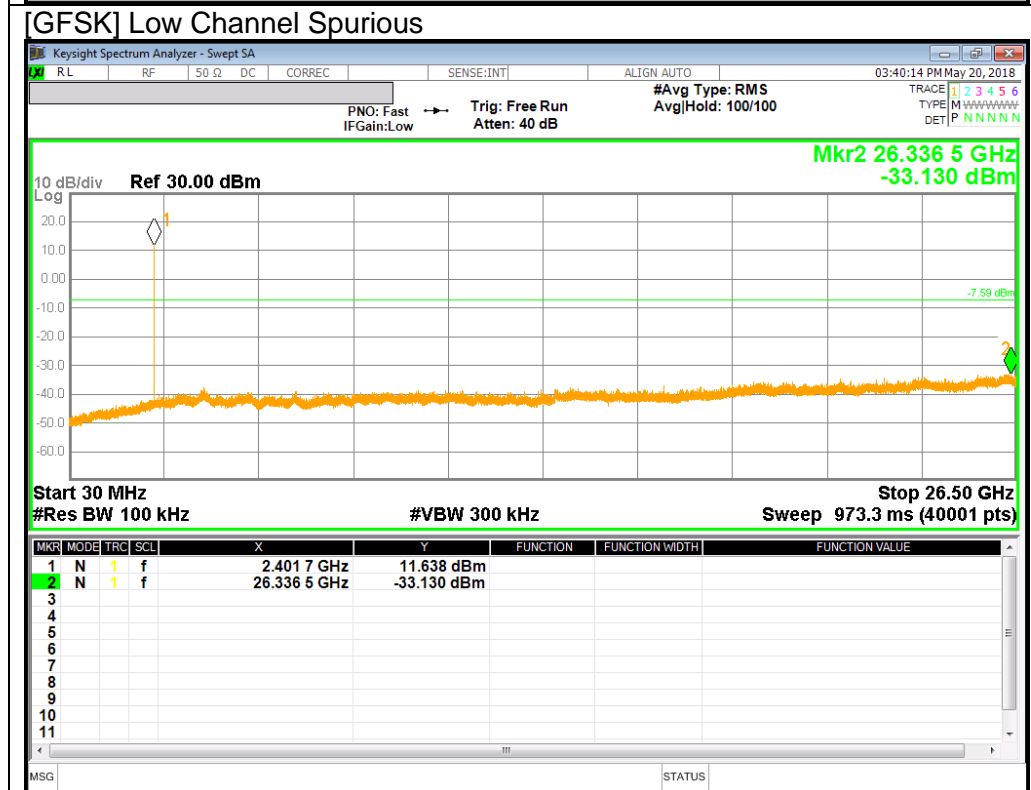 [GFSK] Low Channel Spurious
Keysight Spectrum Analyzer - Swept SA
LXI RL RF 50 Ω DC CORREC SENSE:INT ALIGN AUTO 03:40:14 PM May 20, 2018
#Avg Type: RMS TRACE 1 2 3 4 5 6
PNO: Fast Trig: Free Run Avg|Hold: 100/100 TYPE M WWWWW
IFGain:Low Atten: 40 dB DET P N N N N N
Mkr2 26.336 5 GHz
10 dB/div Ref 30.00 dBm -33.130 dBm
Log
1
20.0
10.0
0.00
-7.59 dBm
-10.0
-20.0
2
-30.0
-40.0
-50.0
-60.0
Start 30 MHz Stop 26.50 GHz
#Res BW 100 kHz #VBW 300 kHz Sweep 973.3 ms (40001 pts)
MKR MODE TRC SCL X Y FUNCTION FUNCTION WIDTH FUNCTION VALUE
1 N 1 f 2.401 7 GHz 11.638 dBm
2 N 1 f 26.336 5 GHz -33.130 dBm
3
4
5
6
7
8
9
10
11
MSG STATUS